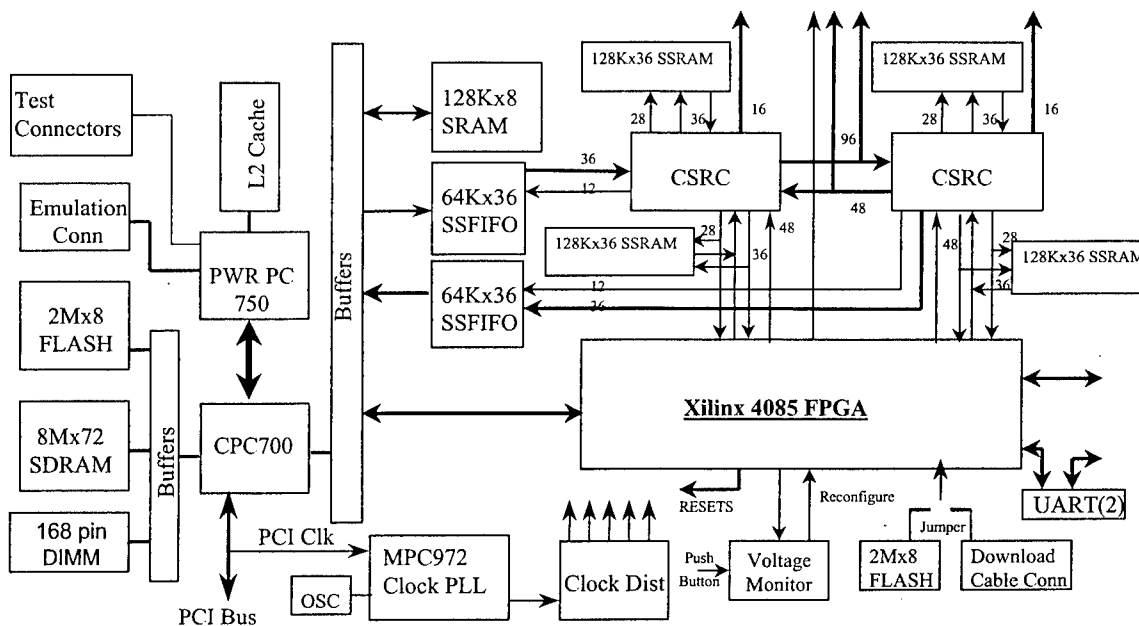 128Kx36 SSRAM
128Kx36 SSRAM
28
36
16
28
36
16
Test
Connectors
L2 Cache
128Kx8
SRAM
Buffers
36
12
CSRC
96
48
CSRC
64Kx36
SSFIFO
Emulation
Conn
PWR PC
750
28
128Kx36 SSRAM
36
48
48
28
128Kx36 SSRAM
36
64Kx36
SSFIFO
12
36
2Mx8
FLASH
Xilinx 4085 FPGA
8Mx72
SDRAM
Buffers
CPC700
168 pin
DIMM
RESETS
Reconfigure
UART(2)
Jumper
PCI Clk
MPC972
Clock PLL
OSC
PCI Bus
Clock Dist
Push
Button
Voltage
Monitor
2Mx8
FLASH
Download
Cable Conn